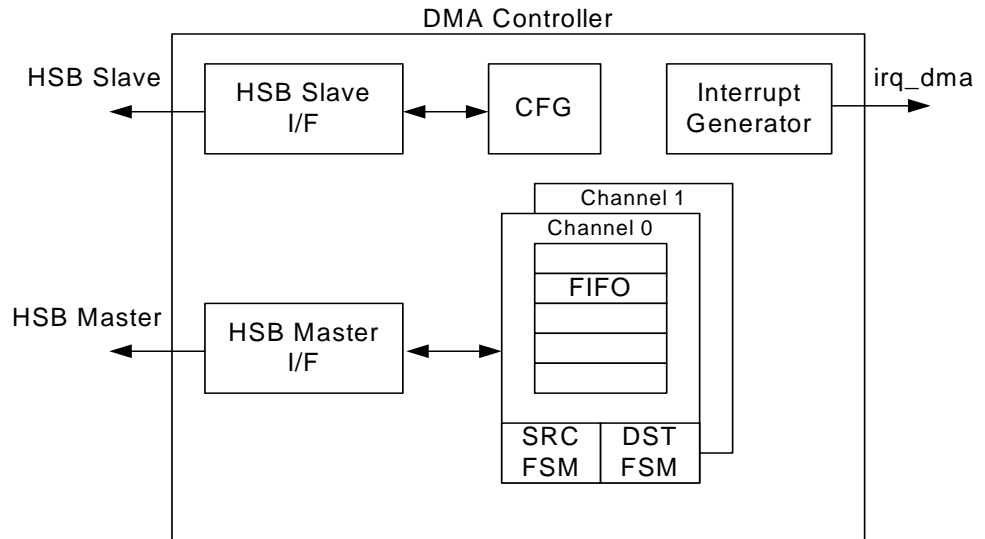 DMA Controller
HSB Slave
HSB Slave
I/F
CFG
Interrupt
Generator
irq_dma
Channel 1
Channel 0
FIFO
HSB Master
HSB Master
I/F
SRC
FSM
DST
FSM